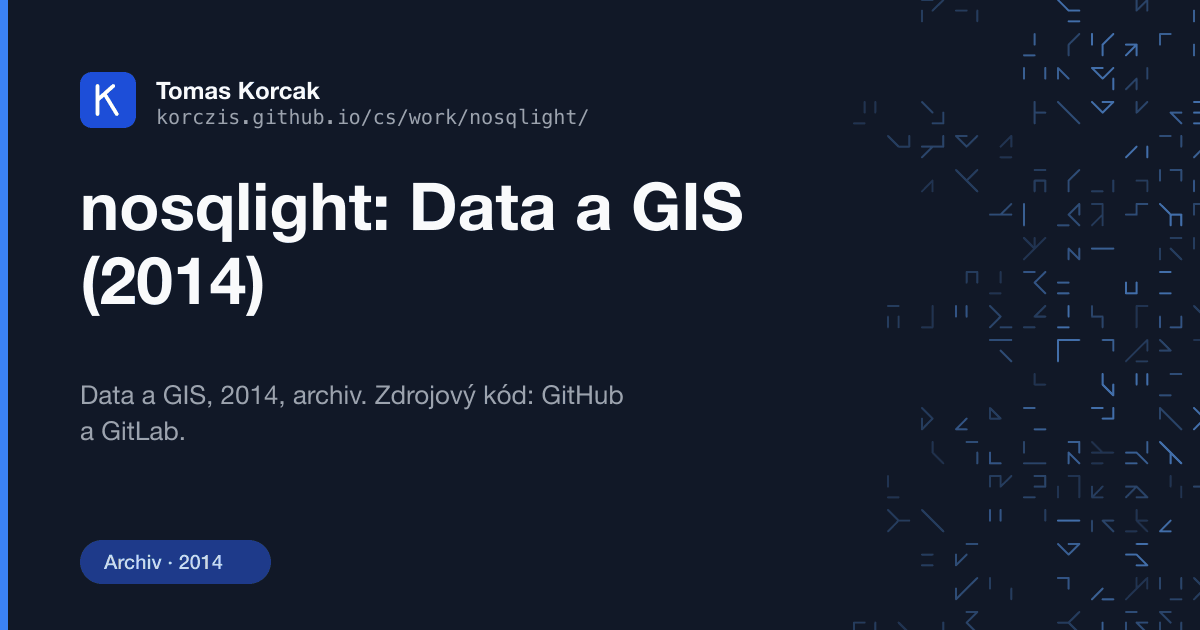 K
Tomas Korcak
korczis.github.io/cs/work/nosqlight/
nosqlight: Data a GIS
(2014)
Data a GIS, 2014, archiv. Zdrojový kód: GitHub
a GitLab.
Archiv · 2014